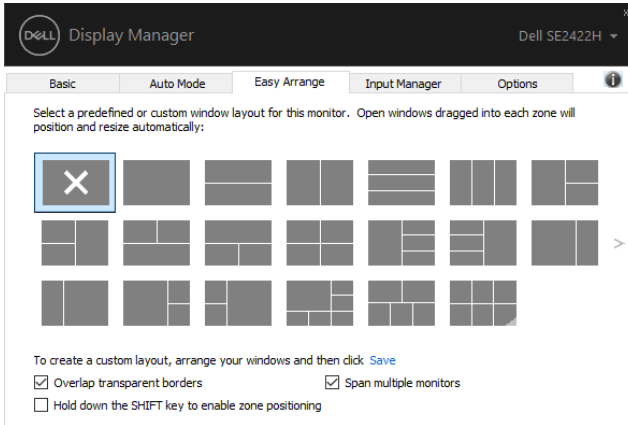 DELL Display Manager
Dell SE2422H
Basic
Auto Mode
Easy Arrange
Input Manager
Options
Select a predefined or custom window layout for this monitor. Open windows dragged into each zone will
position and resize automatically:
To create a custom layout, arrange your windows and then click Save
Overlap transparent borders
Span multiple monitors
Hold down the SHIFT key to enable zone positioning